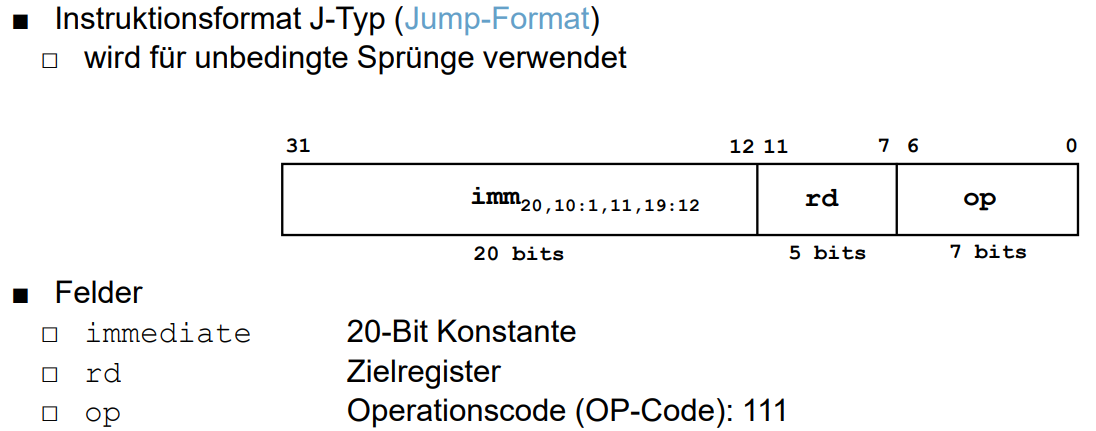 ■ Instruktionsformat J-Typ (Jump-Format)
□ wird für unbedingte Sprünge verwendet
31 12 11 7 6 0
imm20,10:1,11,19:12 rd op
20 bits 5 bits 7 bits
■ Felder
□ immediate 20-Bit Konstante
□ rd Zielregister
□ op Operationscode (OP-Code): 111